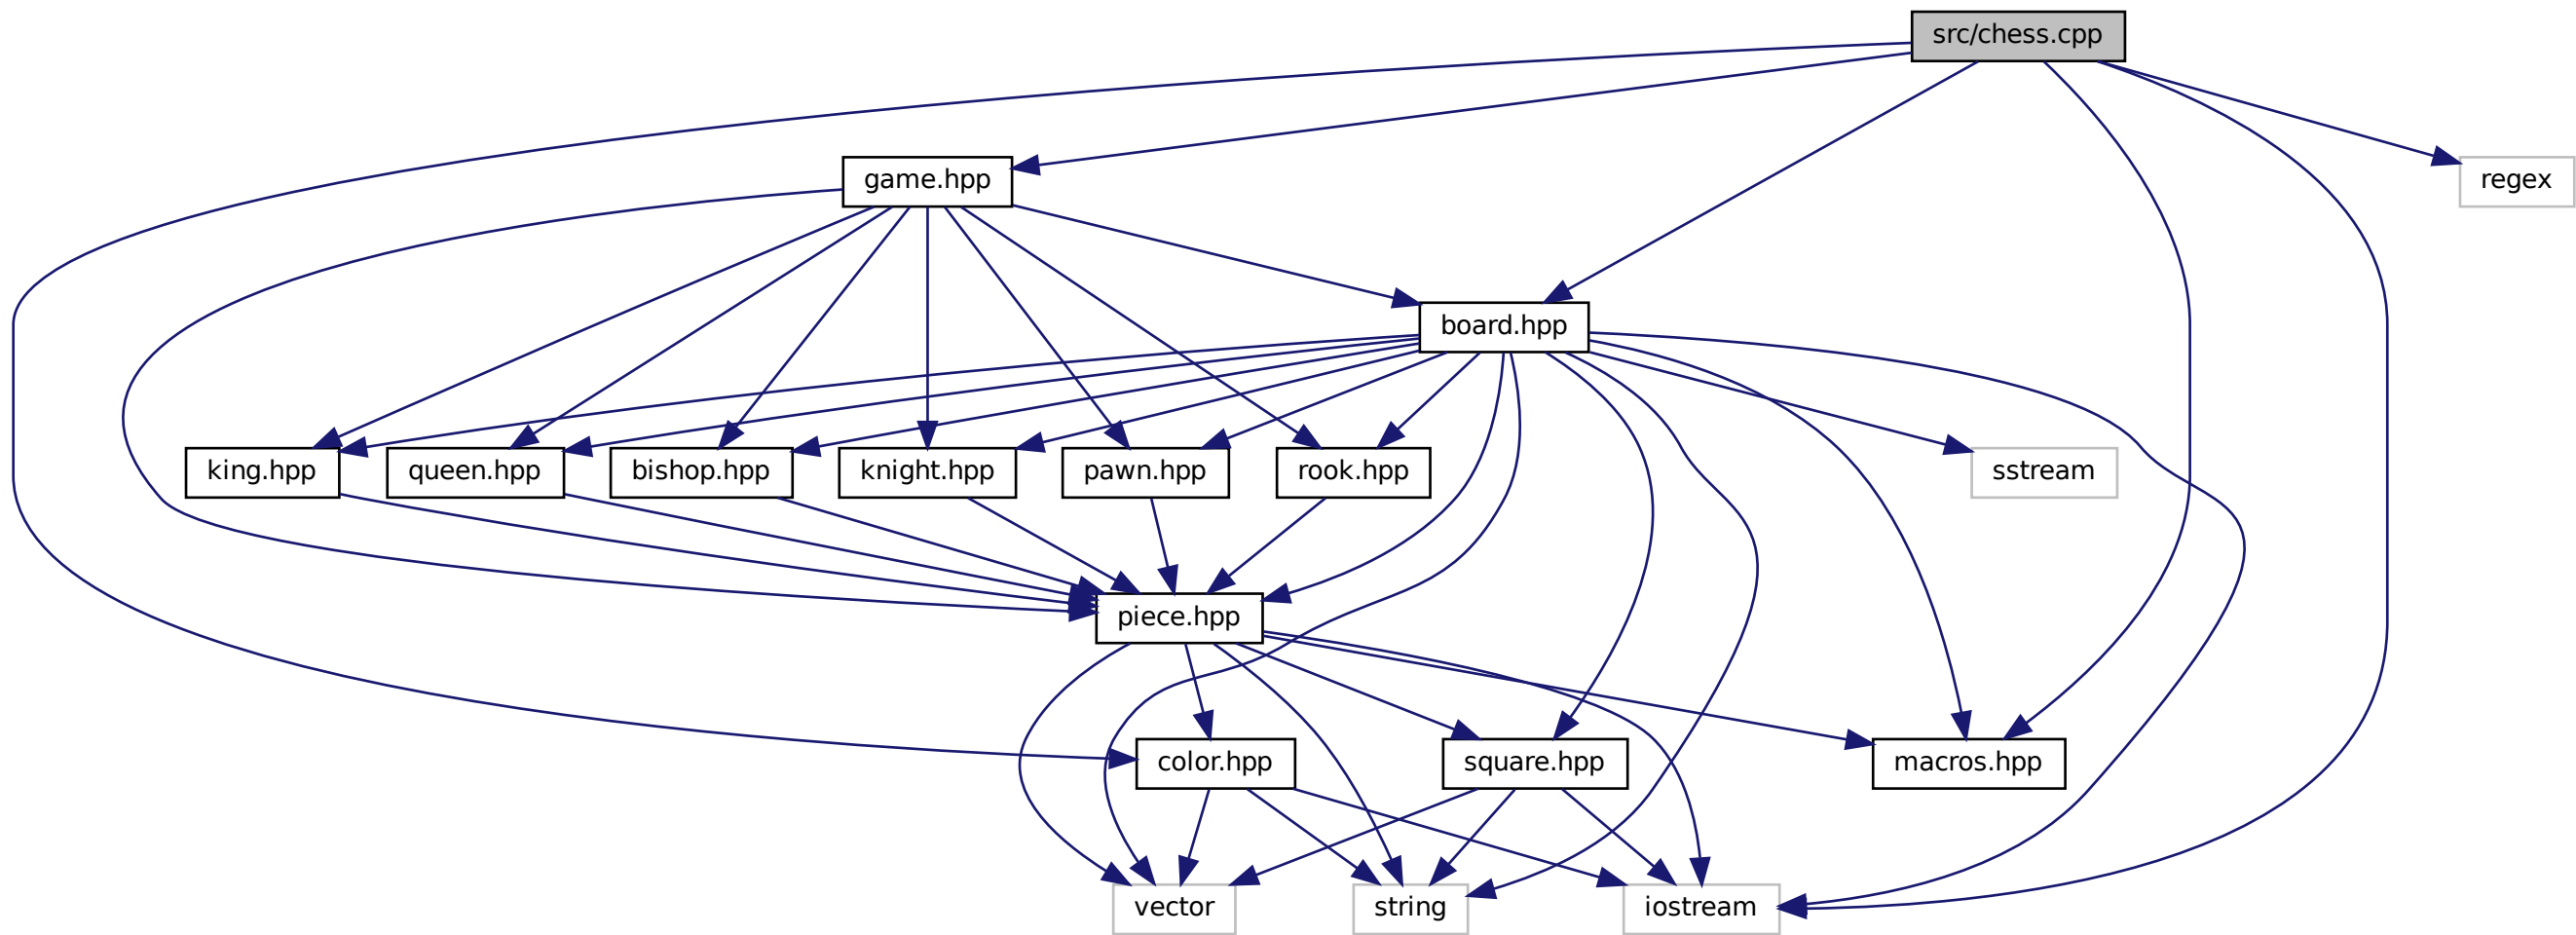 src/chess.cpp
game.hpp
regex
board.hpp
king.hpp
queen.hpp
bishop.hpp
knight.hpp
pawn.hpp
rook.hpp
sstream
piece.hpp
color.hpp
square.hpp
macros.hpp
vector
string
iostream